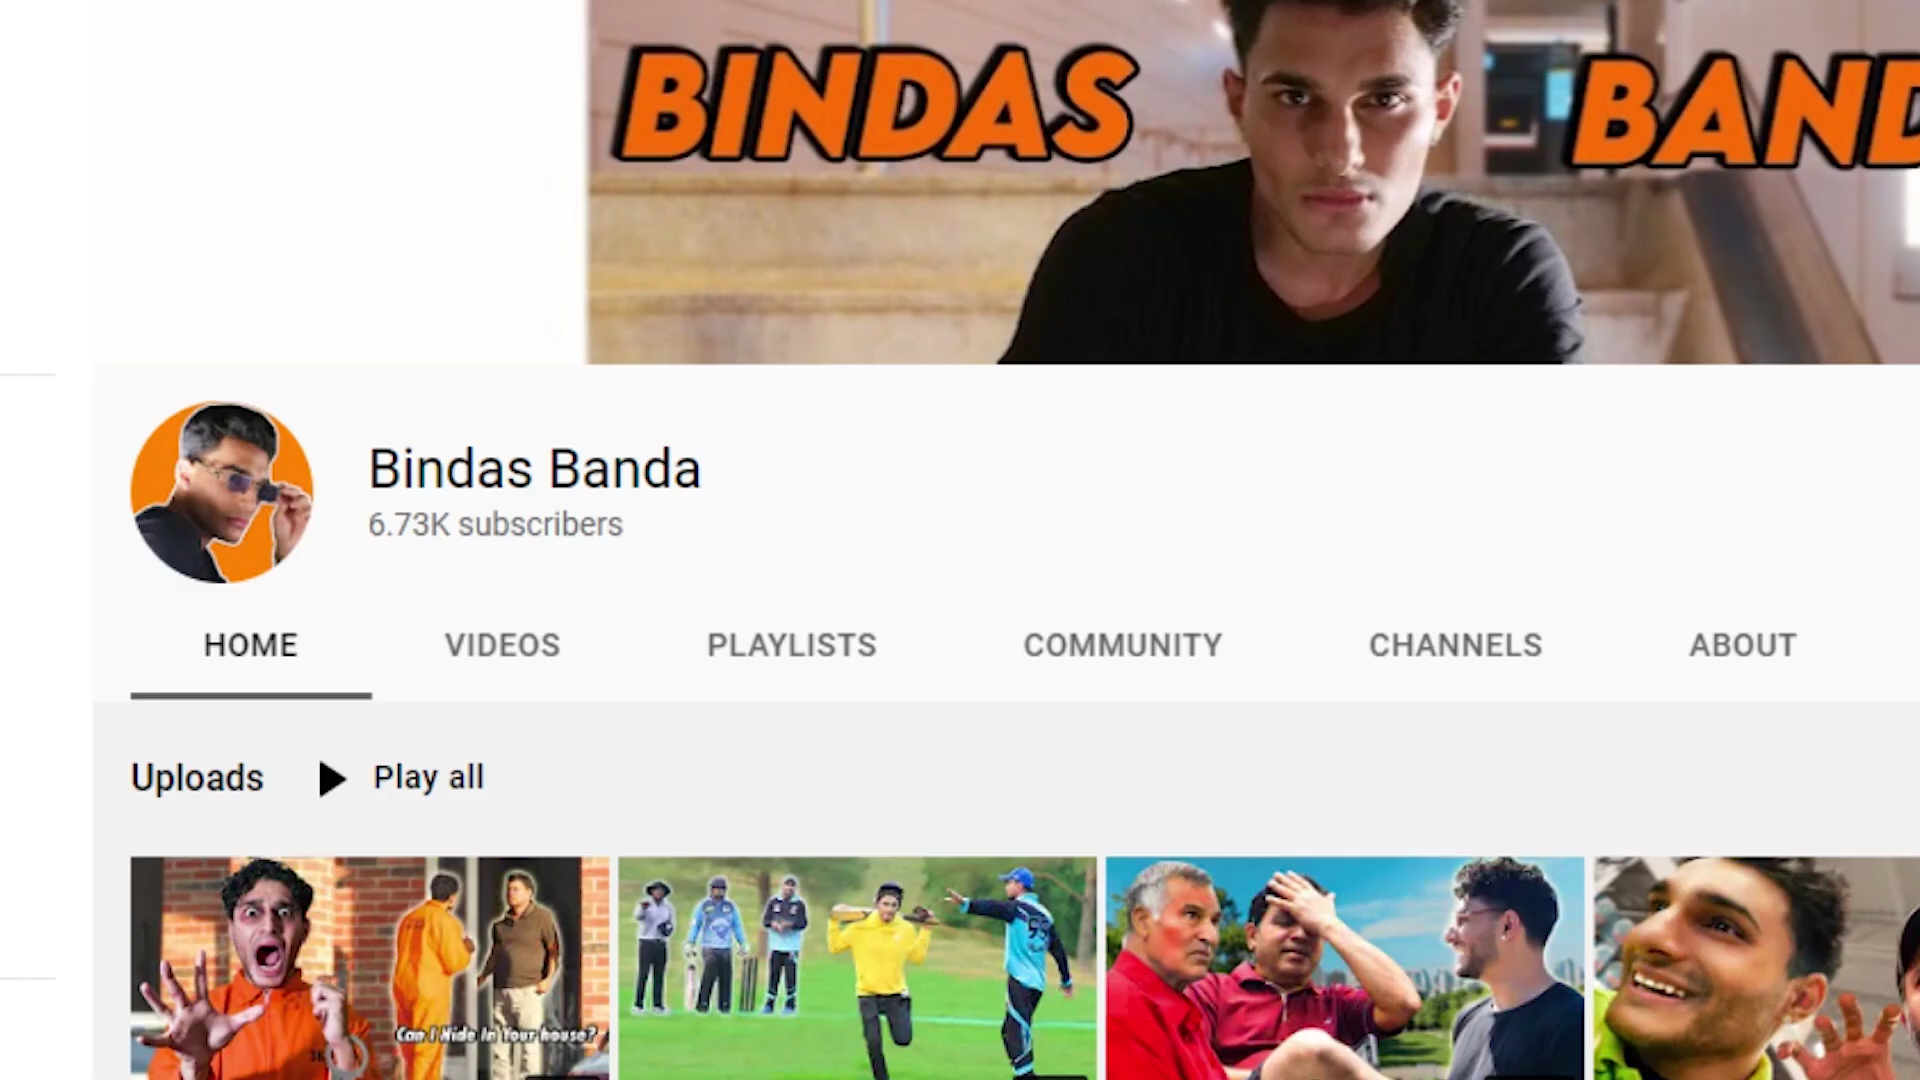 BINDAS BAND
Bindas Banda
6.73K subscribers
HOME VIDEOS PLAYLISTS COMMUNITY CHANNELS ABOUT
Uploads Play all
Can I Hide In Your house?